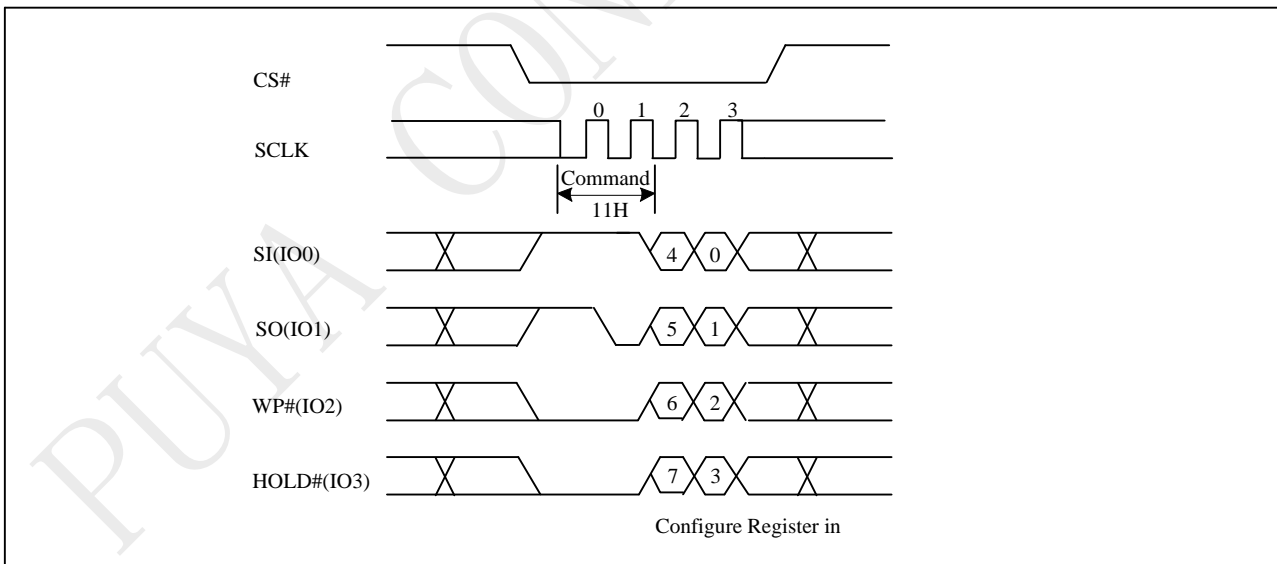 PUYA CON
CS#
0 1 2 3
SCLK
Command
11H
SI(IO0)
4 0
SO(IO1)
5 1
WP#(IO2)
6 2
HOLD#(IO3)
7 3
Configure Register in